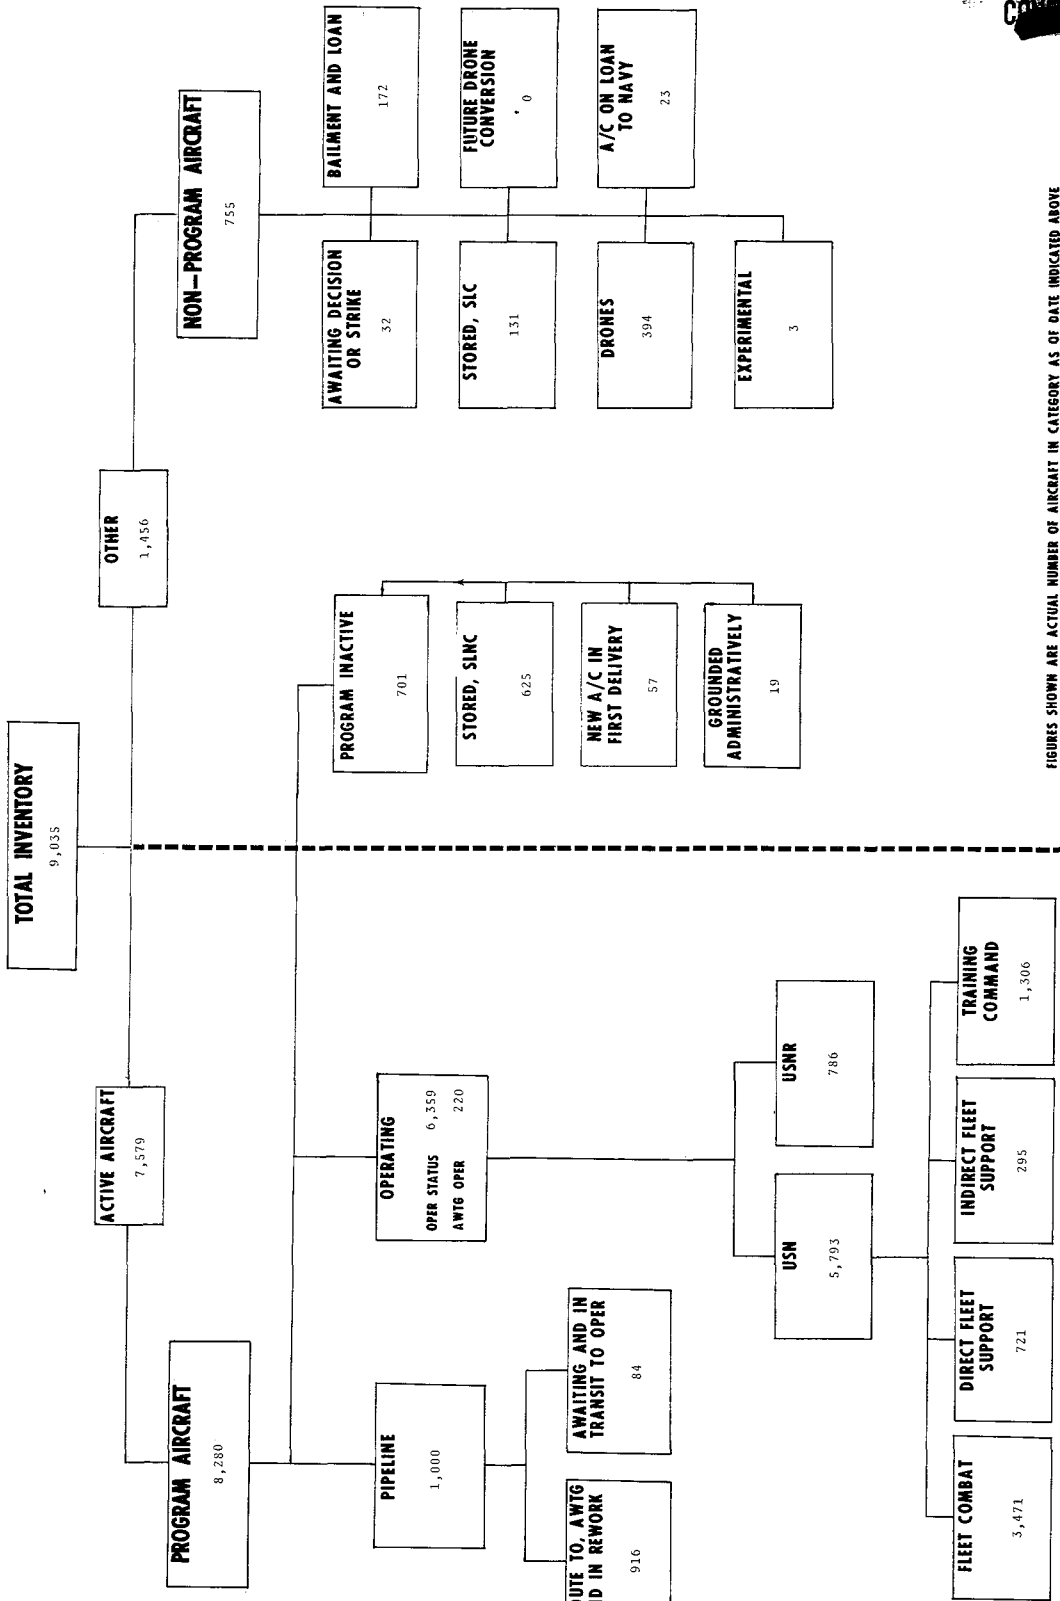 TOTAL INVENTORY
9,035
ACTIVE AIRCRAFT
7,579
OTHER
1,456
PROGRAM AIRCRAFT
8,280
NON-PROGRAM AIRCRAFT
755
PIPELINE
1,000
OPERATING
OPER STATUS 6,359
AWTG OPER 220
PROGRAM INACTIVE
701
AWAITING DECISION
OR STRIKE
32
BAILMENT AND LOAN
172
STORED, SLNC
625
STORED, SLC
131
FUTURE DRONE
CONVERSION
0
UTE TO, AWTG
D IN REWORK
916
AWAITING AND IN
TRANSIT TO OPER
84
NEW A/C IN
FIRST DELIVERY
57
DRONES
394
A/C ON LOAN
TO NAVY
23
GROUNDED
ADMINISTRATIVELY
19
EXPERIMENTAL
3
USN
5,793
USNR
786
FLEET COMBAT
3,471
DIRECT FLEET
SUPPORT
721
INDIRECT FLEET
SUPPORT
295
TRAINING
COMMAND
1,306
FIGURES SHOWN ARE ACTUAL NUMBER OF AIRCRAFT IN CATEGORY AS OF DATE INDICATED ABOVE